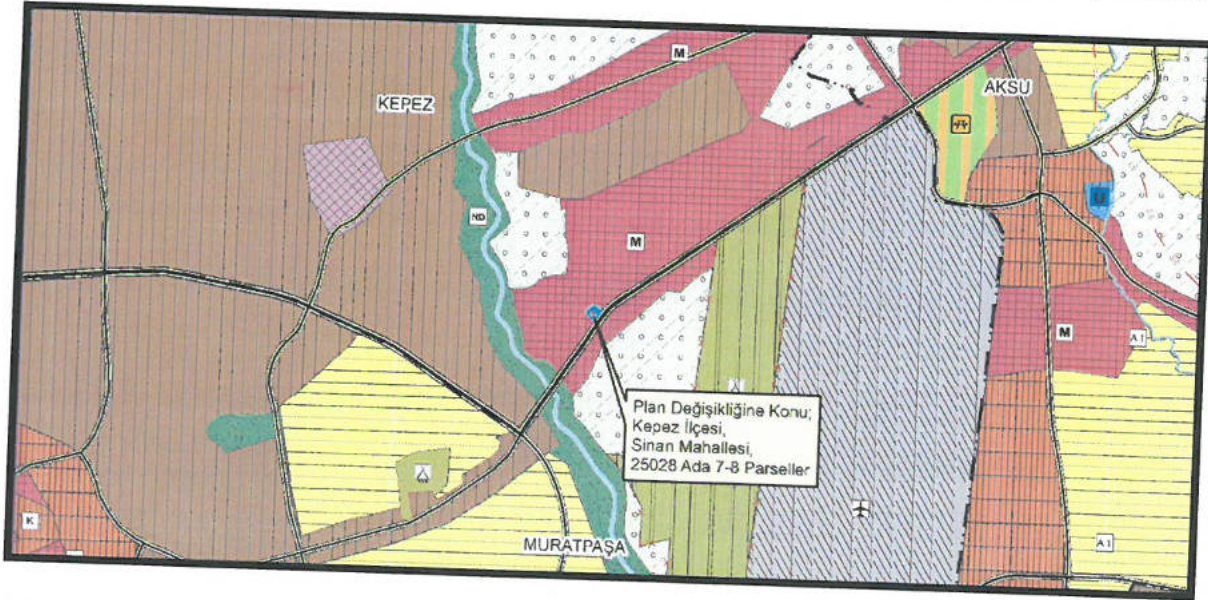 M
KEPEZ
AKSU
ND
M
M
A1
Plan Değişikliğine Konu;
Kepez İlçesi,
Sinan Mahallesi,
25028 Ada 7-8 Parseller
K
MURATPAŞA
A1